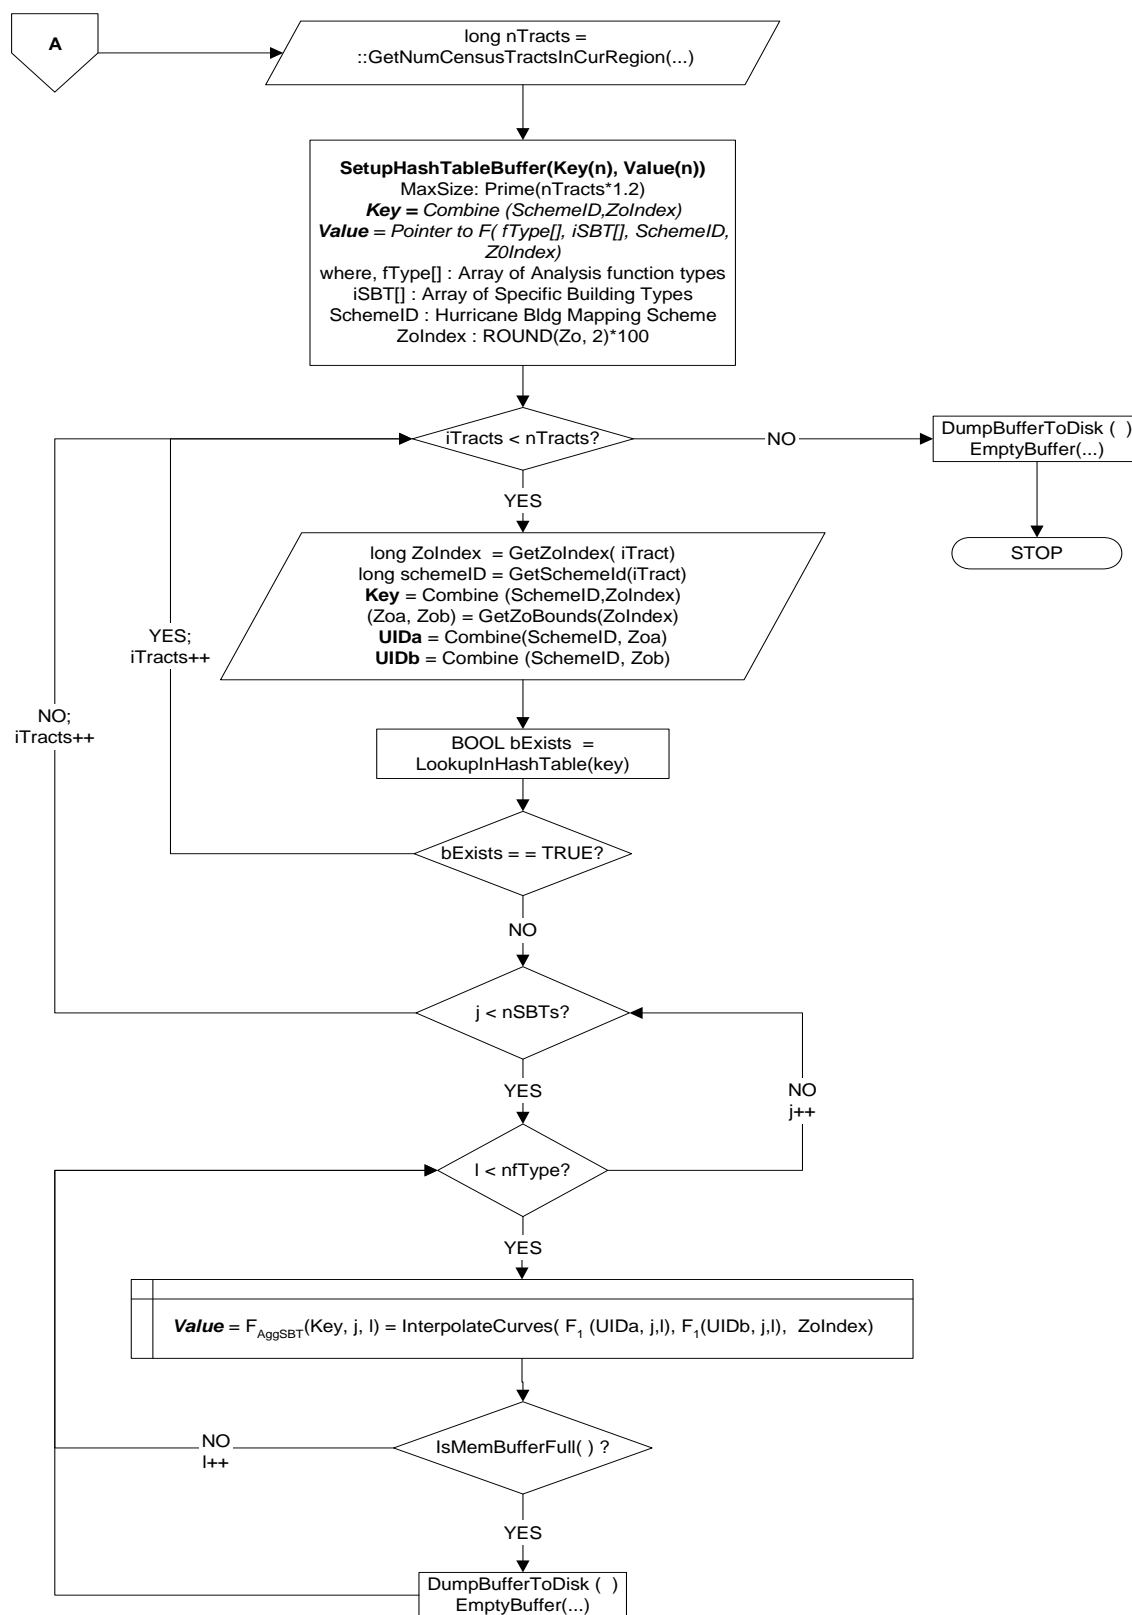 A
long nTracts =
::GetNumCensusTractsInCurRegion(...)
SetupHashTableBuffer(Key(n), Value(n))
MaxSize: Prime(nTracts*1.2)
Key = Combine (SchemeID,ZoIndex)
Value = Pointer to F( fType[], iSBT[], SchemeID,
Z0Index)
where, fType[] : Array of Analysis function types
iSBT[] : Array of Specific Building Types
SchemeID : Hurricane Bldg Mapping Scheme
ZoIndex : ROUND(Zo, 2)*100
iTracts < nTracts?
NO
DumpBufferToDisk ( )
EmptyBuffer(...)
STOP
YES
long ZoIndex = GetZoIndex( iTract)
long schemeID = GetSchemeId(iTract)
Key = Combine (SchemeID,ZoIndex)
(Zoa, Zob) = GetZoBounds(ZoIndex)
UIDa = Combine(SchemeID, Zoa)
UIDb = Combine (SchemeID, Zob)
YES;
iTracts++
NO;
iTracts++
BOOL bExists =
LookupInHashTable(key)
bExists = = TRUE?
NO
j < nSBTs?
YES
NO
j++
l < nfType?
YES
Value = FAggSBT(Key, j, l) = InterpolateCurves( F1 (UIDa, j,l), F1(UIDb, j,l), ZoIndex)
IsMemBufferFull( ) ?
NO
l++
YES
DumpBufferToDisk ( )
EmptyBuffer(...)